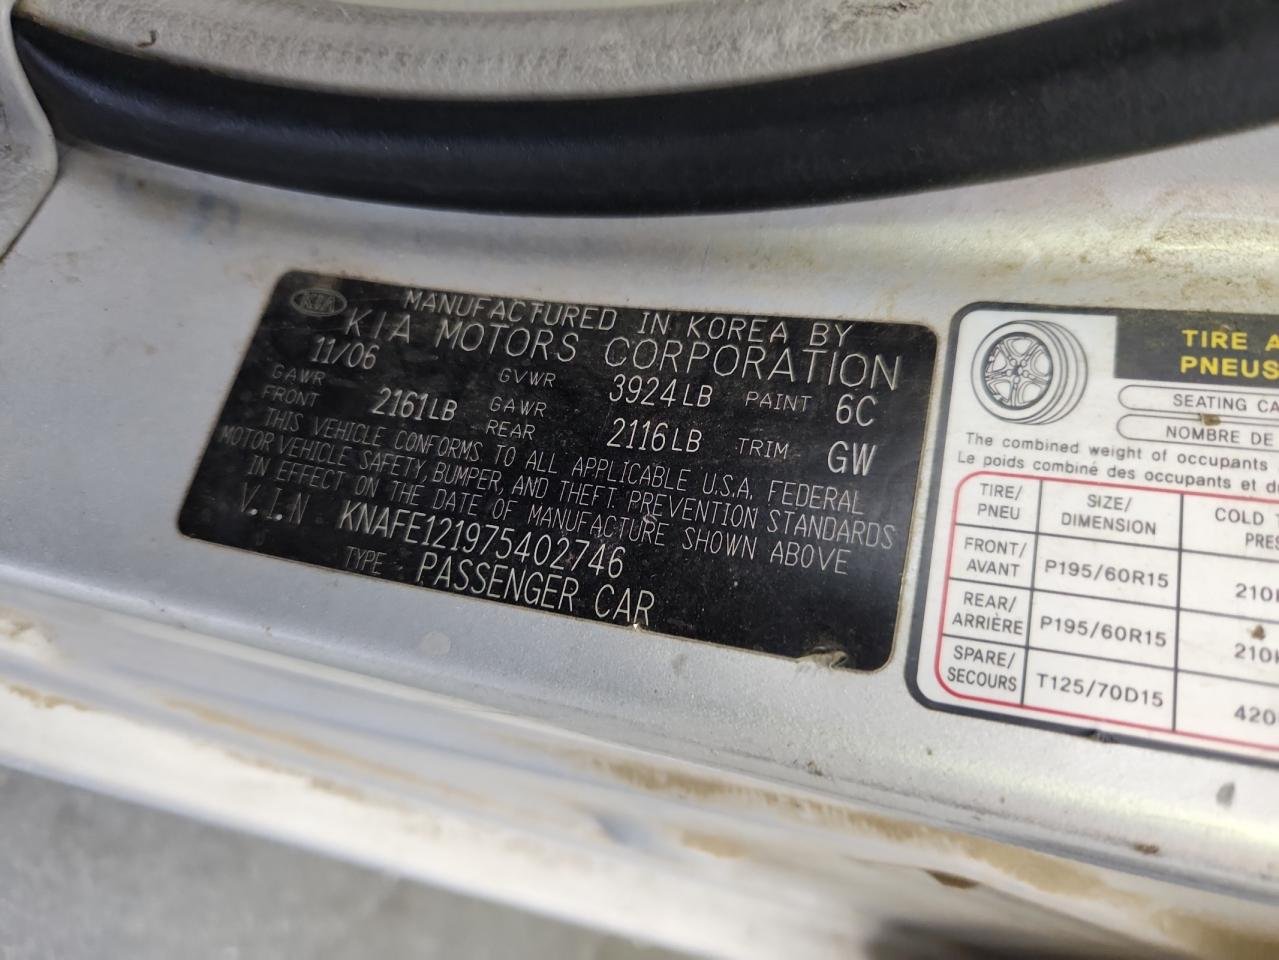 KIA
MANUFACTURED IN KOREA BY
KIA MOTORS CORPORATION
11/06 GVWR 3924LB PAINT 6C
GAWR FRONT 2161LB GAWR REAR 2116LB TRIM GW
THIS VEHICLE CONFORMS TO ALL APPLICABLE U.S.A. FEDERAL
MOTOR VEHICLE SAFETY, BUMPER, AND THEFT PREVENTION STANDARDS
IN EFFECT ON THE DATE OF MANUFACTURE SHOWN ABOVE
V.I.N KNAFE121975402746
TYPE : PASSENGER CAR
TIRE A
PNEUS
SEATING CA
NOMBRE DE
The combined weight of occupants
Le poids combiné des occupants et d
TIRE/ PNEU SIZE/ DIMENSION COLD PRES
FRONT/ AVANT P195/60R15 210
REAR/ ARRIÈRE P195/60R15 210
SPARE/ SECOURS T125/70D15 420